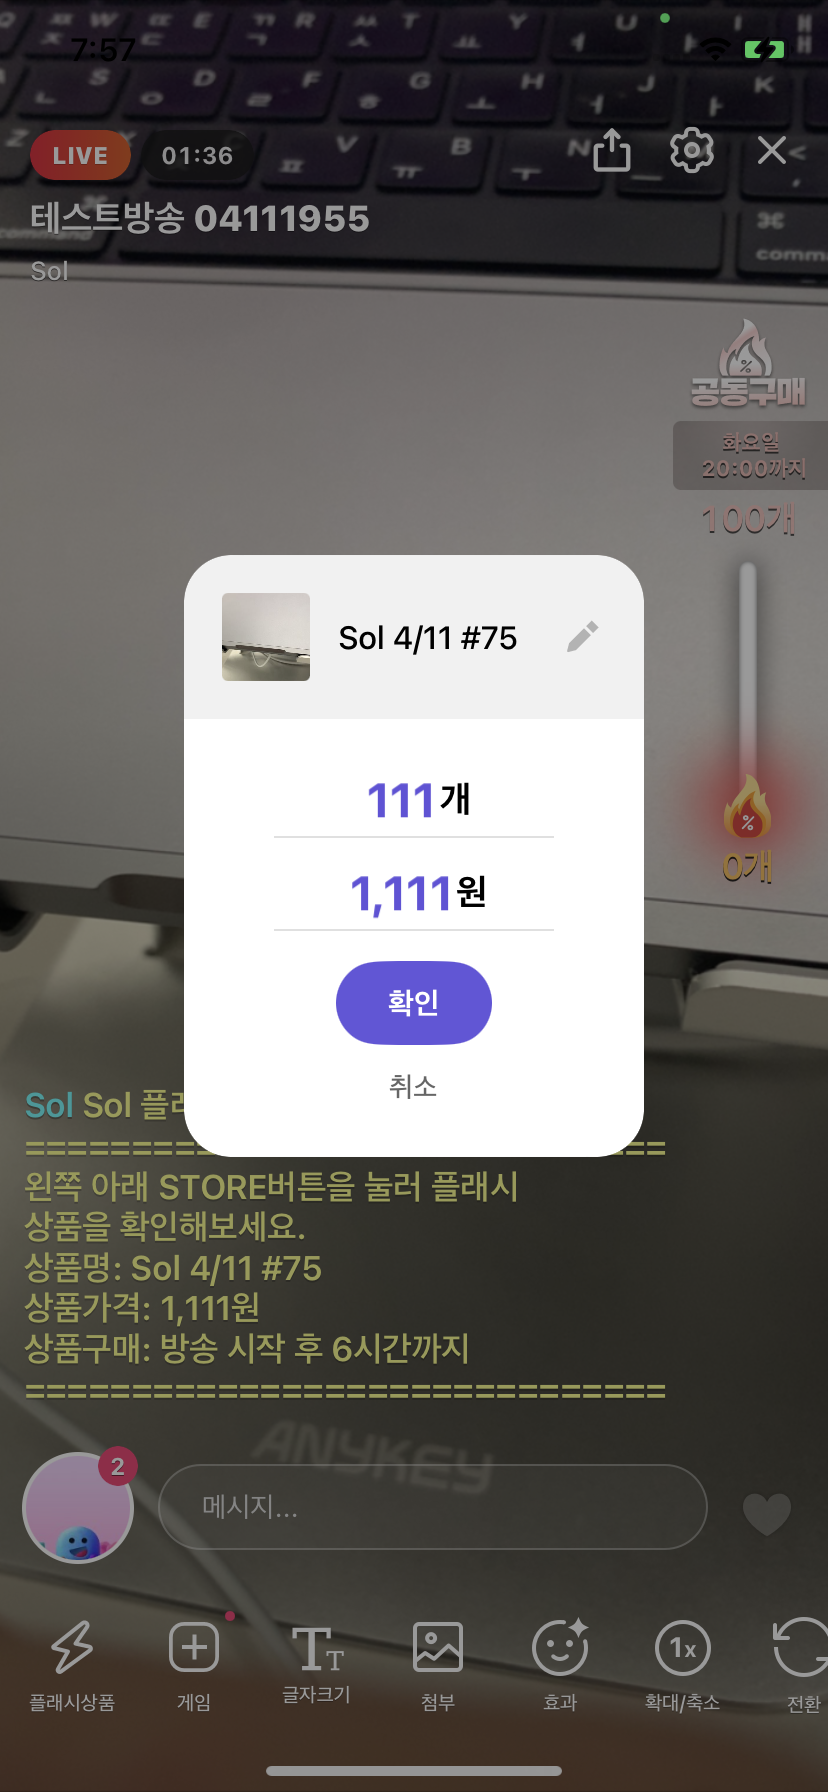 7:57
LIVE 01:36
테스트방송 04111955
Sol
공동구매
화요일
20:00까지
100개
0개
Sol 4/11 #75
111개
1,111원
확인
취소
Sol Sol 플래
==============================
왼쪽 아래 STORE버튼을 눌러 플래시
상품을 확인해보세요.
상품명: Sol 4/11 #75
상품가격: 1,111원
상품구매: 방송 시작 후 6시간까지
==============================
ANYKEY
2
메시지...
플래시상품 게임 글자크기 첨부 효과 1x 확대/축소 전환